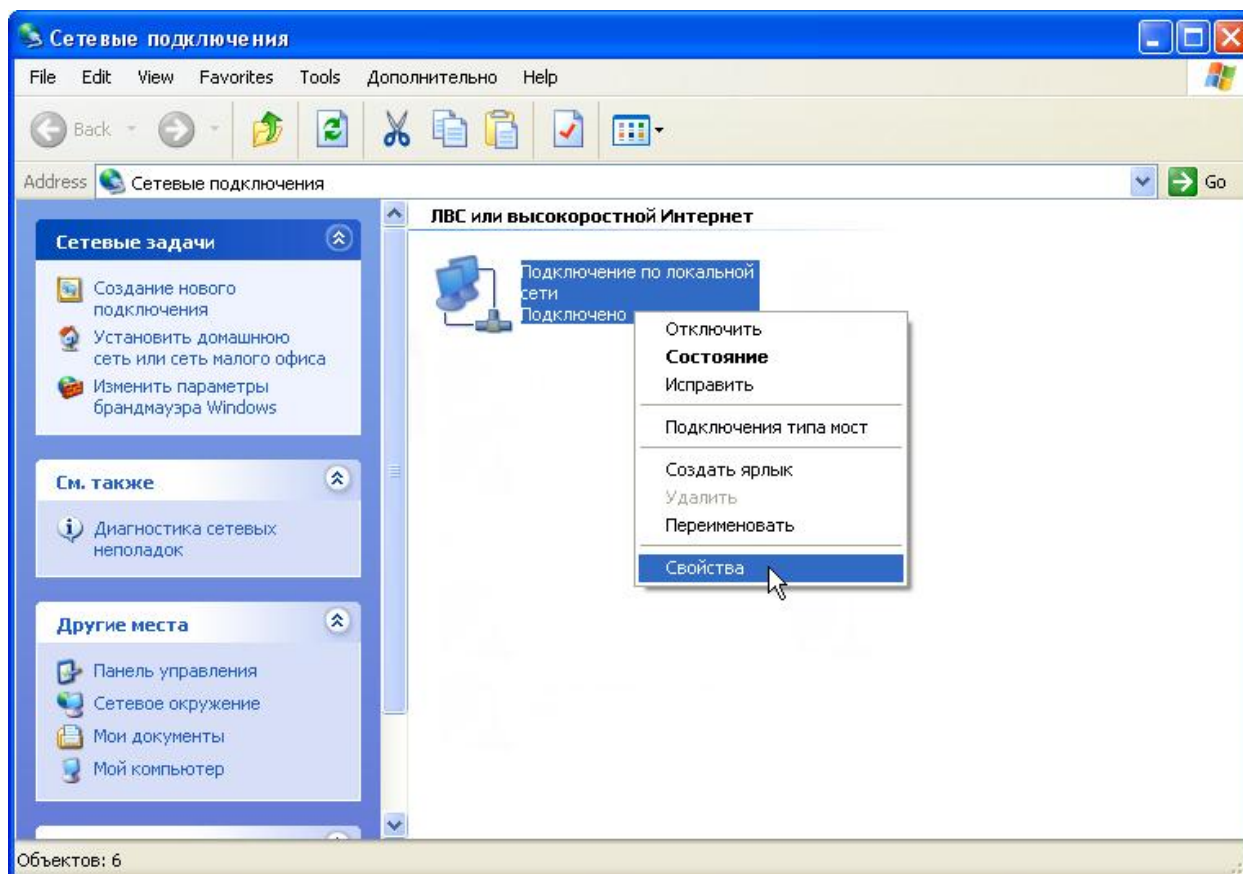 Сетевые подключения
File Edit View Favorites Tools Дополнительно Help
Back
Address Сетевые подключения Go
Сетевые задачи
Создание нового
подключения
Установить домашнюю
сеть или сеть малого офиса
Изменить параметры
брандмауэра Windows
См. также
Диагностика сетевых
неполадок
Другие места
Панель управления
Сетевое окружение
Мои документы
Мой компьютер
ЛВС или высокоростной Интернет
Подключение по локальной
сети
Подключено
Отключить
Состояние
Исправить
Подключения типа мост
Создать ярлык
Удалить
Переименовать
Свойства
Объектов: 6